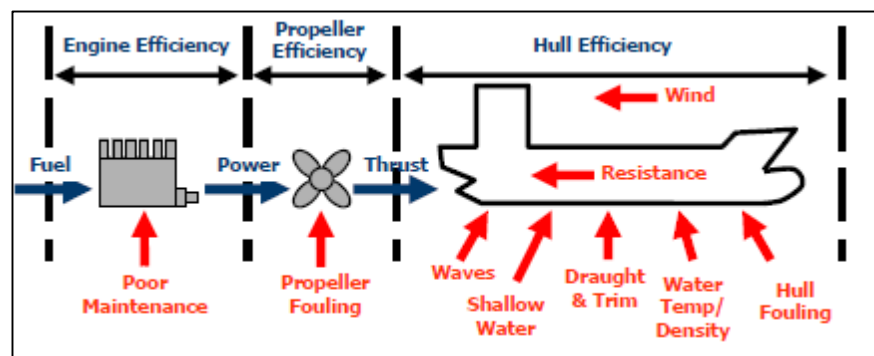 Engine Efficiency
Propeller
Efficiency
Hull Efficiency
Wind
Fuel
Power
Thrust
Resistance
Poor
Maintenance
Propeller
Fouling
Waves
Shallow
Water
Draught
& Trim
Water
Temp/
Density
Hull
Fouling